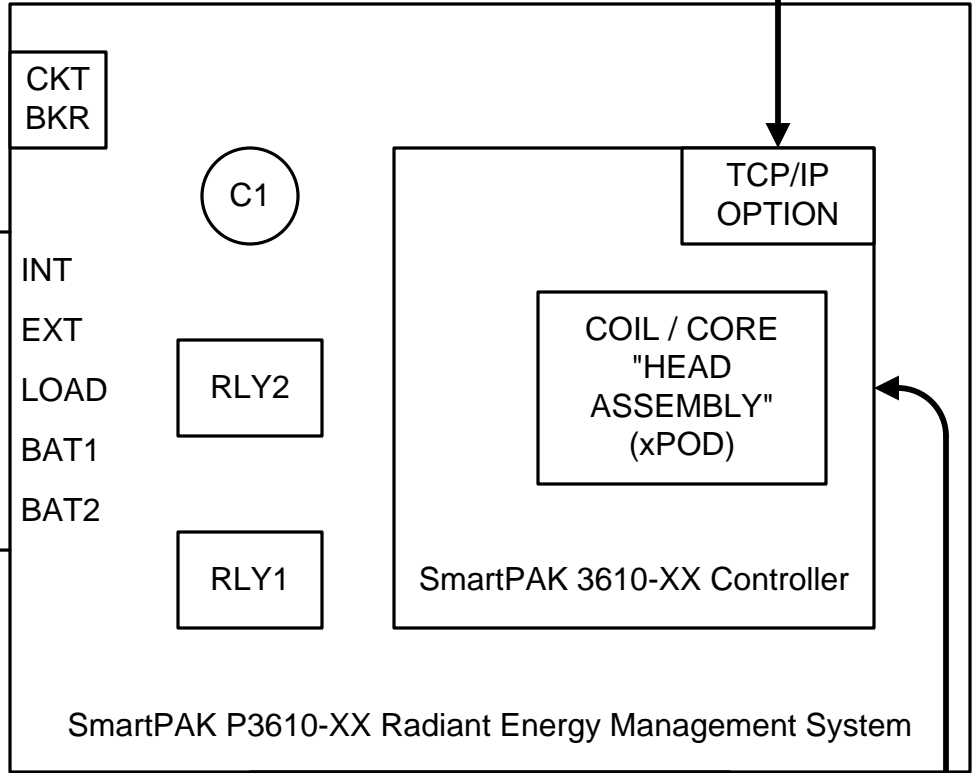 CKT
BKR
C1
TCP/IP
OPTION
INT
EXT
LOAD
BAT1
BAT2
RLY2
COIL / CORE
"HEAD
ASSEMBLY"
(xPOD)
RLY1
SmartPAK 3610-XX Controller
SmartPAK P3610-XX Radiant Energy Management System